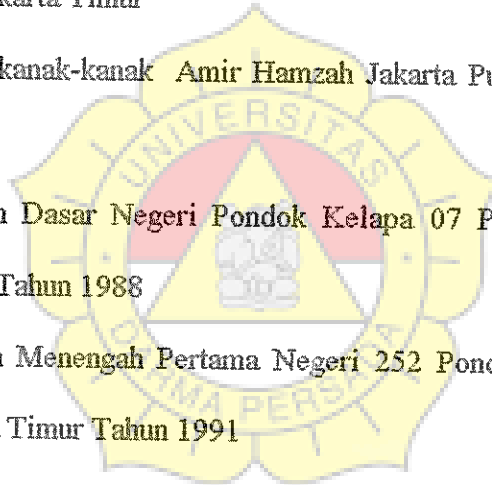 karta Timur
kanak-kanak Amir Hamzah Jakarta Pu
UNIVERSITAS
n Dasar Negeri Pondok Kelapa 07 P
Tahun 1988
n Menengah Pertama Negeri 252 Pond
Timur Tahun 1991
DARMA PERSADA